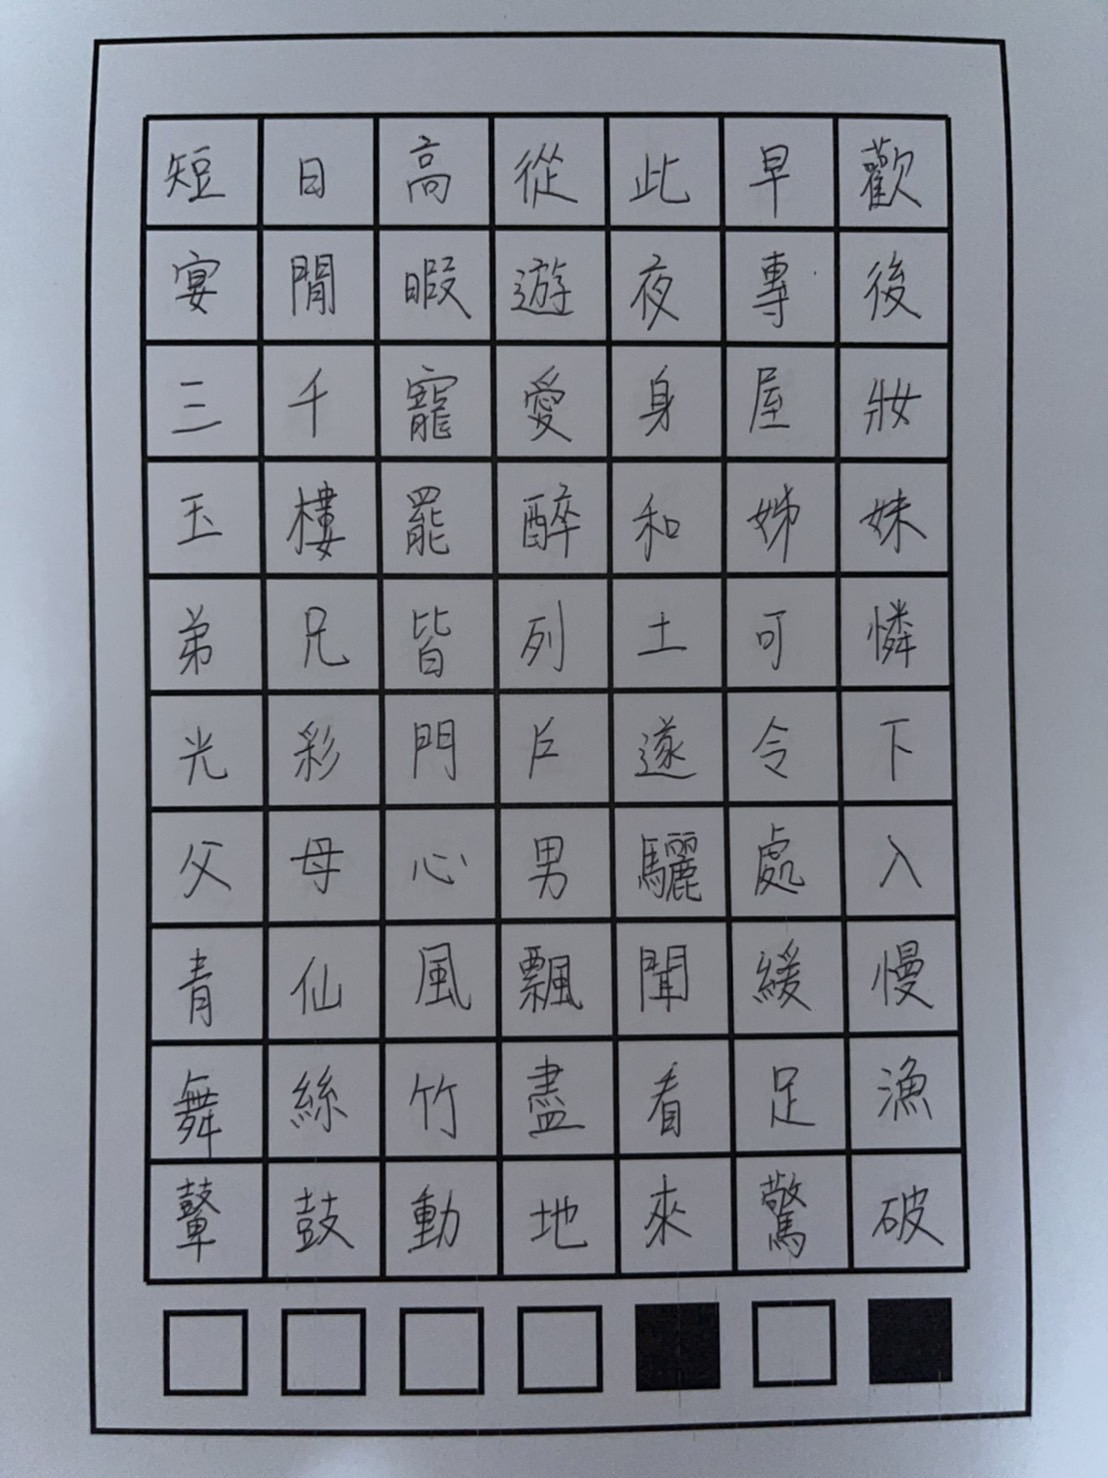 短日高從此早歡
宴閒暇遊夜專後
三千寵愛身屋妝
玉樓罷醉和姊妹
弟兄皆列土可憐
光彩門戶遂令下
父母心男驪處入
青仙風飄聞緩慢
舞絲竹盡看足漁
鼙鼓動地來驚破